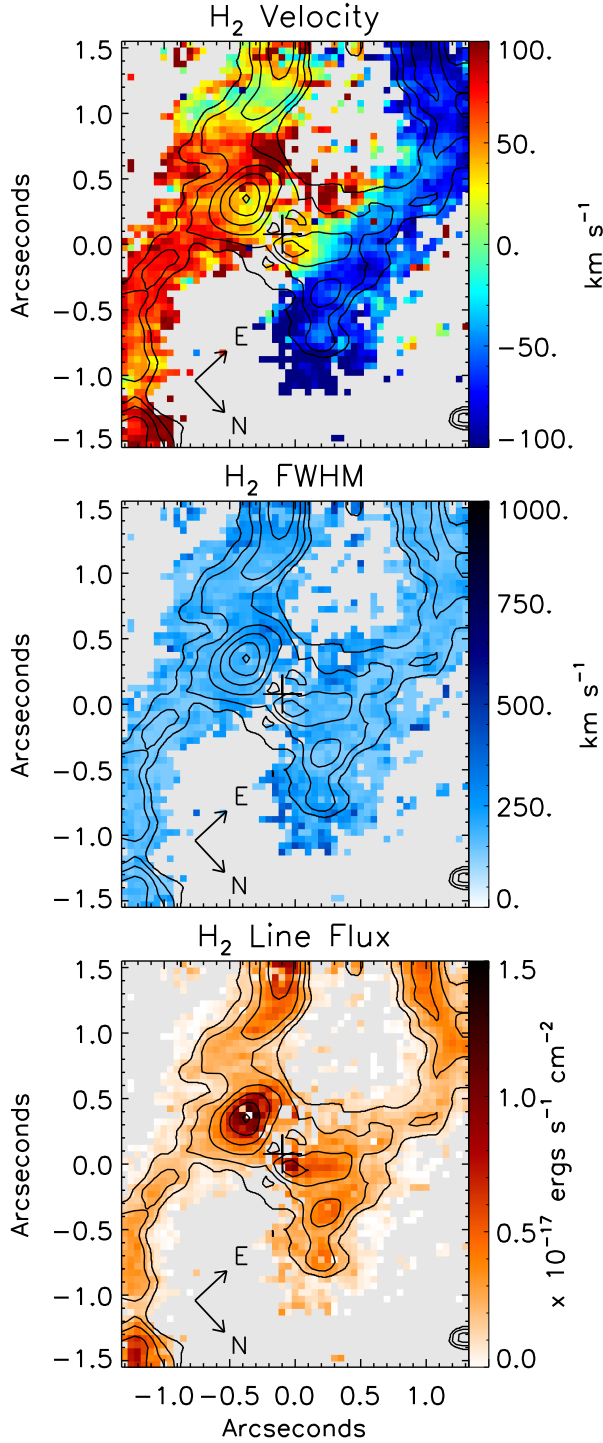 H2 Velocity
1.5
1.0
0.5
0.0
−0.5
−1.0
−1.5
Arcseconds
E
N
100.
50.
0.
−50.
−100.
km s−1
H2 FWHM
1.5
1.0
0.5
0.0
−0.5
−1.0
−1.5
Arcseconds
E
N
1000.
750.
500.
250.
0.
km s−1
H2 Line Flux
1.5
1.0
0.5
0.0
−0.5
−1.0
−1.5
Arcseconds
E
N
1.5
1.0
0.5
0.0
x 10−17 ergs s−1 cm−2
−1.0 −0.5 0.0 0.5 1.0
Arcseconds